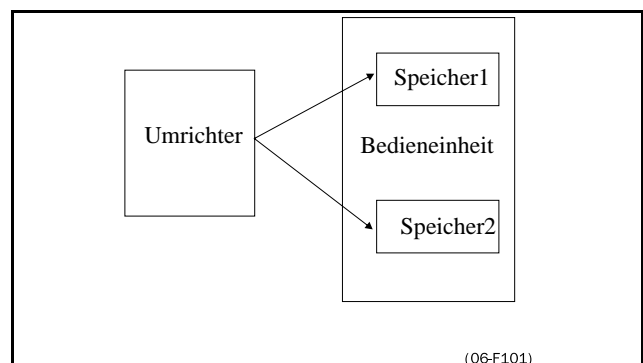 Speicher1
Umrichter
Bedieneinheit
Speicher2
(06-F101)